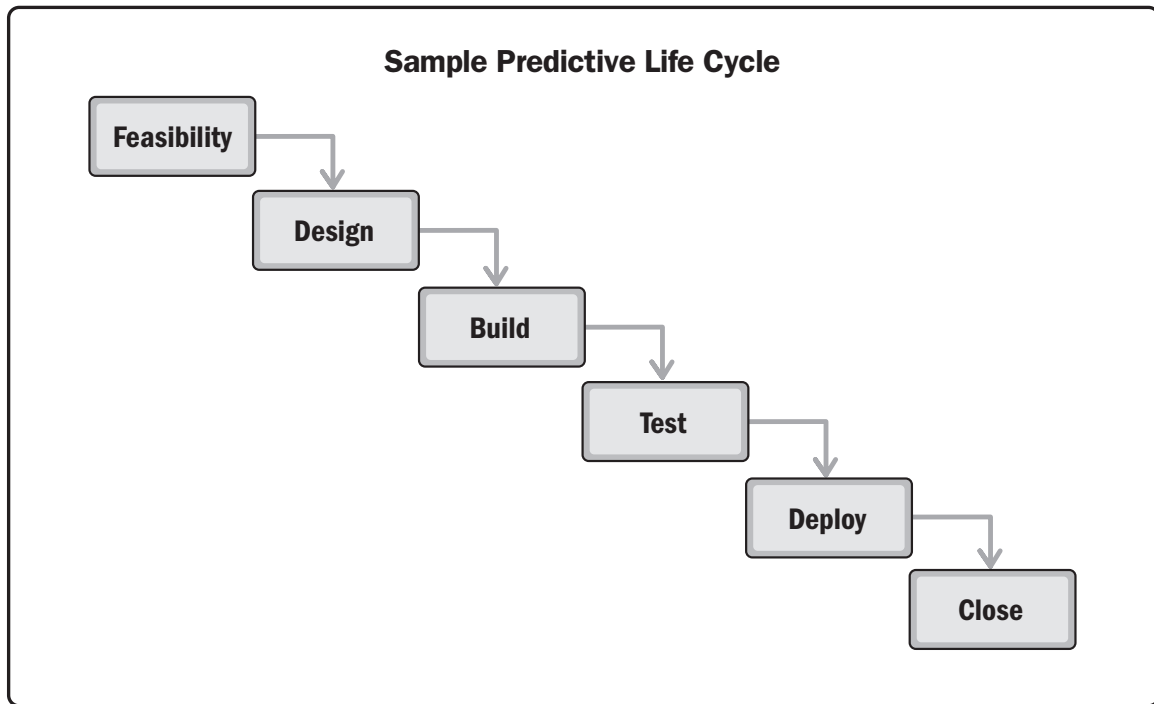 Sample Predictive Life Cycle
Feasibility
Design
Build
Test
Deploy
Close